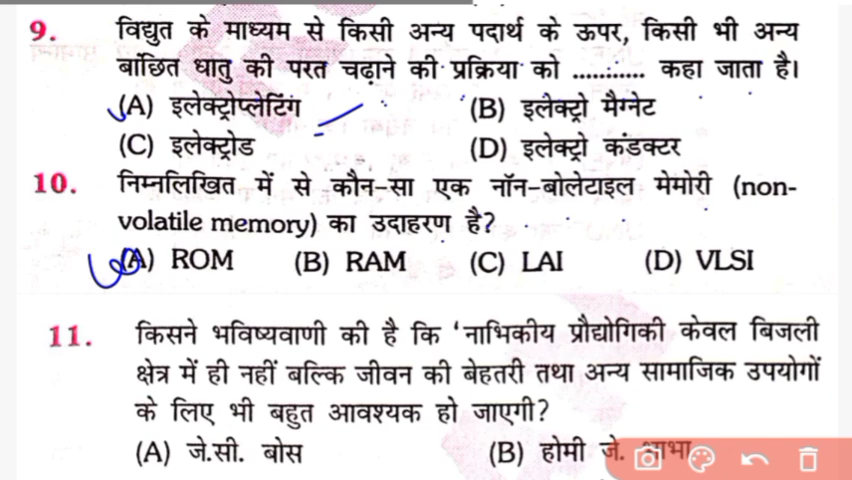 9. विद्युत के माध्यम से किसी अन्य पदार्थ के ऊपर, किसी भी अन्य
बांछित धातु की परत चढ़ाने की प्रक्रिया को ............ कहा जाता है।
(A) इलेक्ट्रोप्लेटिंग (B) इलेक्ट्रो मैग्नेट
(C) इलेक्ट्रोड (D) इलेक्ट्रो कंडक्टर
10. निम्नलिखित में से कौन-सा एक नॉन-बोलेटाइल मेमोरी (non-
volatile memory) का उदाहरण है?
(A) ROM (B) RAM (C) LAI (D) VLSI
11. किसने भविष्यवाणी की है कि 'नाभिकीय प्रौद्योगिकी केवल बिजली
क्षेत्र में ही नहीं बल्कि जीवन की बेहतरी तथा अन्य सामाजिक उपयोगों
के लिए भी बहुत आवश्यक हो जाएगी?
(A) जे.सी. बोस (B) होमी जे. भाभा